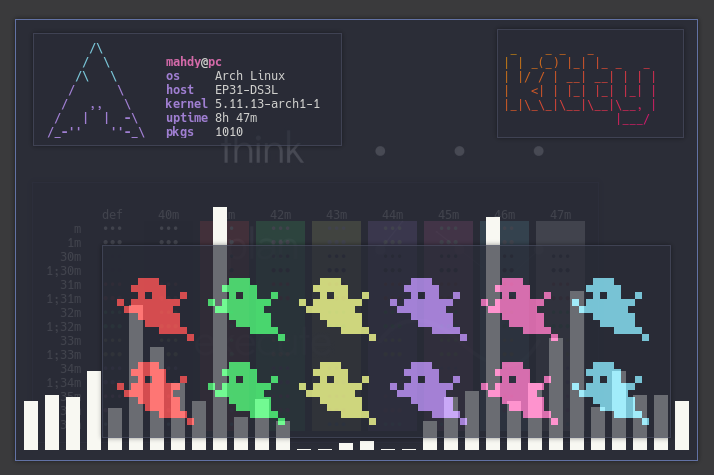 mahdy@pc
os Arch Linux
host EP31-DS3L
kernel 5.11.13-arch1-1
uptime 8h 47m
pkgs 1010
kitty
think . . .
def 40m 42m 43m 44m 45m 46m 47m
m ••• •••
1m ••• •••
30m
1;30m
31m
1;31m
32m
1;32m
33m
1;33m
34m
1;34m